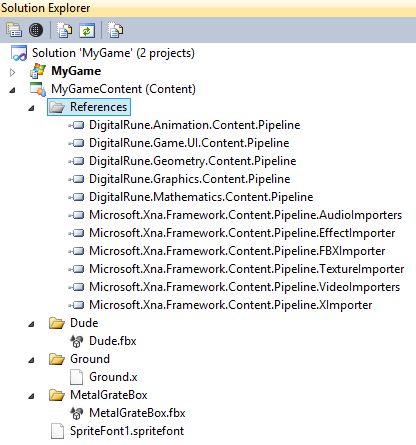 Solution Explorer
Solution 'MyGame' (2 projects)
MyGame
MyGameContent (Content)
References
DigitalRune.Animation.Content.Pipeline
DigitalRune.Game.UI.Content.Pipeline
DigitalRune.Geometry.Content.Pipeline
DigitalRune.Graphics.Content.Pipeline
DigitalRune.Mathematics.Content.Pipeline
Microsoft.Xna.Framework.Content.Pipeline.AudioImporters
Microsoft.Xna.Framework.Content.Pipeline.EffectImporter
Microsoft.Xna.Framework.Content.Pipeline.FBXImporter
Microsoft.Xna.Framework.Content.Pipeline.TextureImporter
Microsoft.Xna.Framework.Content.Pipeline.VideoImporters
Microsoft.Xna.Framework.Content.Pipeline.XImporter
Dude
Dude.fbx
Ground
Ground.x
MetalGrateBox
MetalGrateBox.fbx
SpriteFont1.spritefont